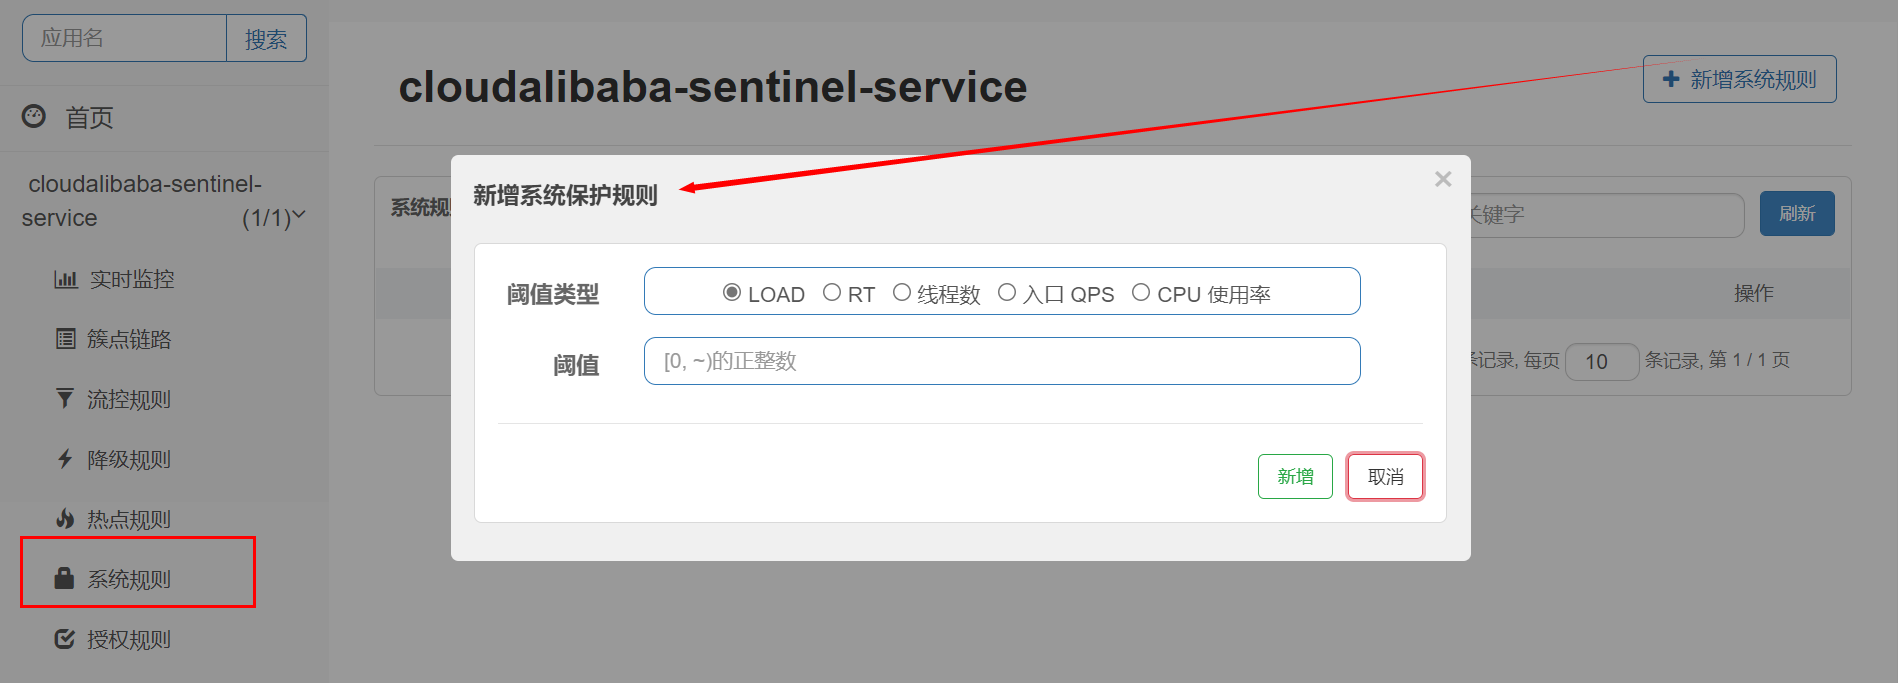 应用名 搜索
首页
cloudalibaba-sentinel-
service (1/1)
实时监控
簇点链路
流控规则
降级规则
热点规则
系统规则
授权规则
cloudalibaba-sentinel-service
新增系统规则
系统规
关键字 刷新
操作
条记录, 每页 10 条记录, 第 1 / 1 页
新增系统保护规则
阈值类型 LOAD RT 线程数 入口 QPS CPU 使用率
阈值 [0, ~)的正整数
新增 取消